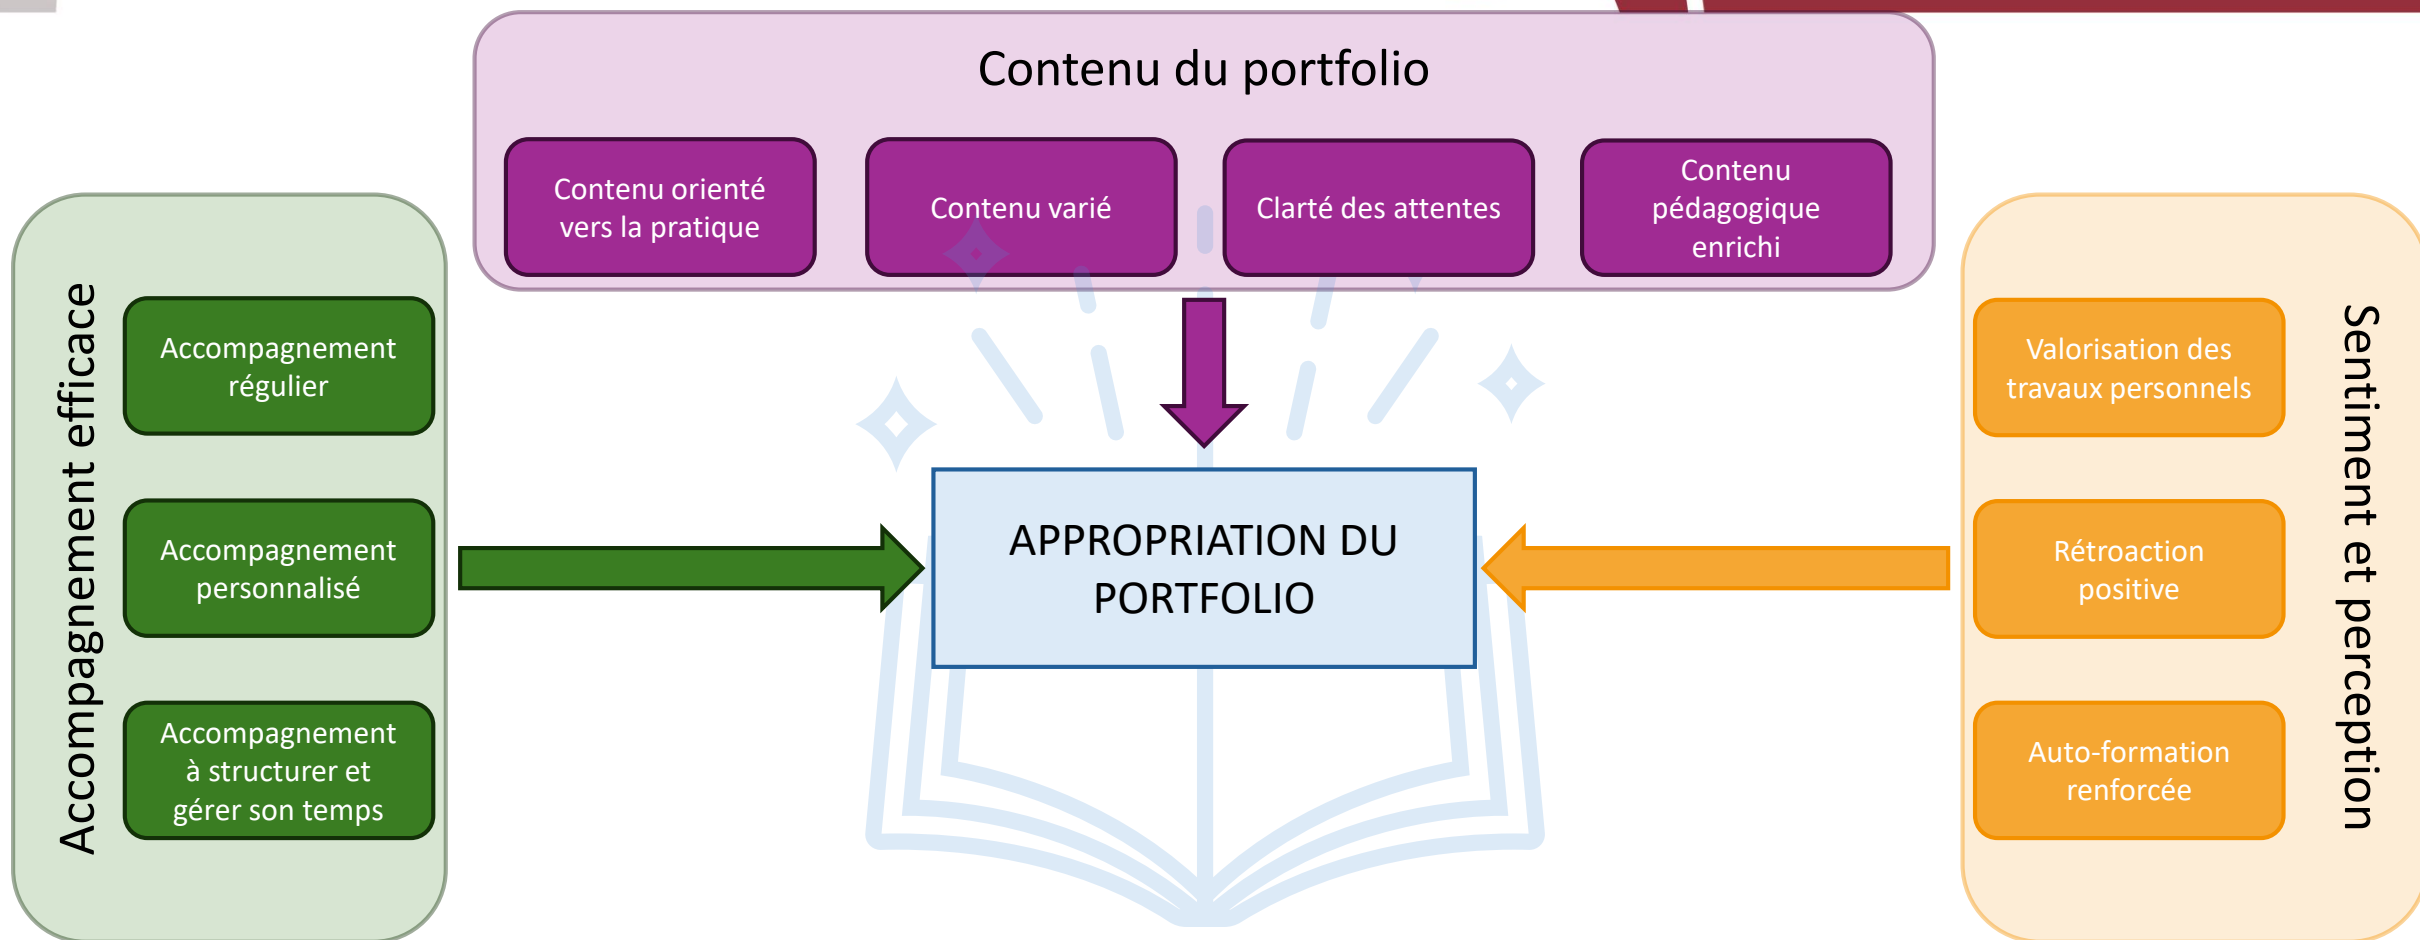 Contenu du portfolio
Contenu orienté
vers la pratique
Contenu varié
Clarté des attentes
Contenu
pédagogique
enrichi
Accompagnement efficace
Accompagnement
régulier
Accompagnement
personnalisé
Accompagnement
à structurer et
gérer son temps
APPROPRIATION DU
PORTFOLIO
Valorisation des
travaux personnels
Rétroaction
positive
Auto-formation
renforcée
Sentiment et perception